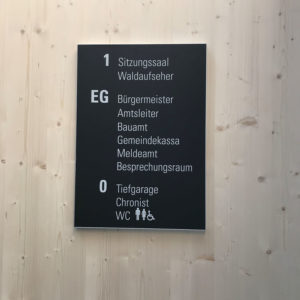 1 Sitzungssaal
Waldaufseher
EG Bürgermeister
Amtsleiter
Bauamt
Gemeindekassa
Meldeamt
Besprechungsraum
0 Tiefgarage
Chronist
WC